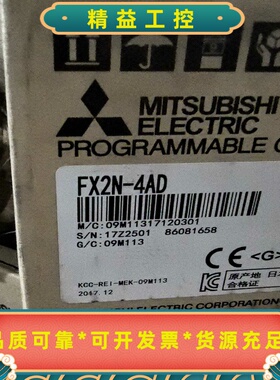 精益工控
MITSUBISHI
ELECTRIC
PROGRAMMABLE
FX2N-4AD
M/C:09M11317120301
S/N:17Z2501 86081658
G/C:09M113
KCC-REI-MEK-09M113
2017.12
CE <G>
原产地
合格证
ELECTRIC CORPORATION
品质可靠*可开发票*货源充足